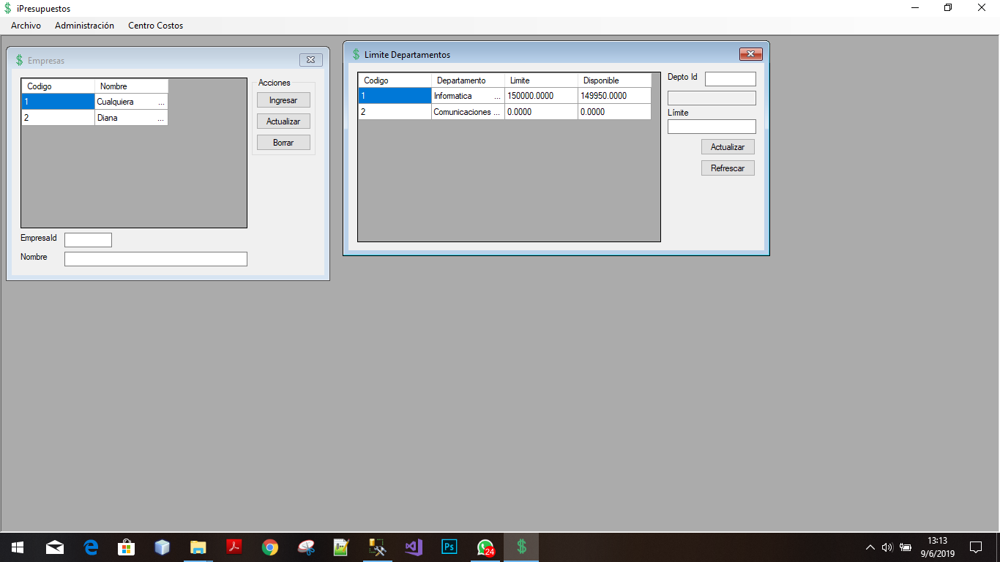 $ iPresupuestos
Archivo Administración Centro Costos
$ Empresas
Codigo Nombre
1 Cualquiera ...
2 Diana ...
Acciones
Ingresar
Actualizar
Borrar
EmpresaId
Nombre
$ Limite Departamentos
Codigo Departamento Limite Disponible
1 Informatica ... 150000.0000 149950.0000
2 Comunicaciones ... 0.0000 0.0000
Depto Id
Límite
Actualizar
Refrescar
Ps
24
$
13:13
9/6/2019